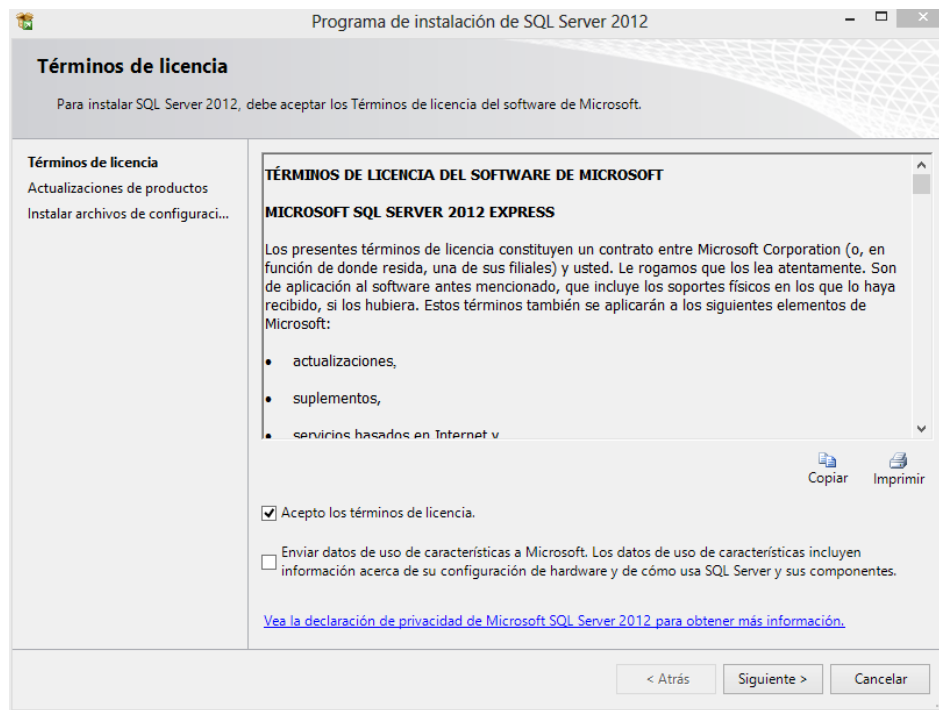 Programa de instalación de SQL Server 2012
Términos de licencia
Para instalar SQL Server 2012, debe aceptar los Términos de licencia del software de Microsoft.
Términos de licencia
Actualizaciones de productos
Instalar archivos de configuraci...
TÉRMINOS DE LICENCIA DEL SOFTWARE DE MICROSOFT
MICROSOFT SQL SERVER 2012 EXPRESS
Los presentes términos de licencia constituyen un contrato entre Microsoft Corporation (o, en
función de donde resida, una de sus filiales) y usted. Le rogamos que los lea atentamente. Son
de aplicación al software antes mencionado, que incluye los soportes físicos en los que lo haya
recibido, si los hubiera. Estos términos también se aplicarán a los siguientes elementos de
Microsoft:
• actualizaciones,
• suplementos,
• servicios basados en Internet y
Copiar
Imprimir
Acepto los términos de licencia.
Enviar datos de uso de características a Microsoft. Los datos de uso de características incluyen
información acerca de su configuración de hardware y de cómo usa SQL Server y sus componentes.
Vea la declaración de privacidad de Microsoft SQL Server 2012 para obtener más información.
< Atrás
Siguiente >
Cancelar